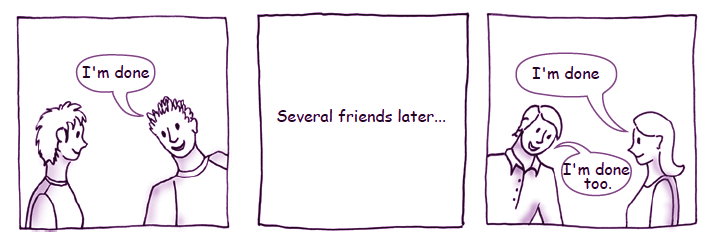 I'm done
Several friends later...
I'm done
I'm done
too.